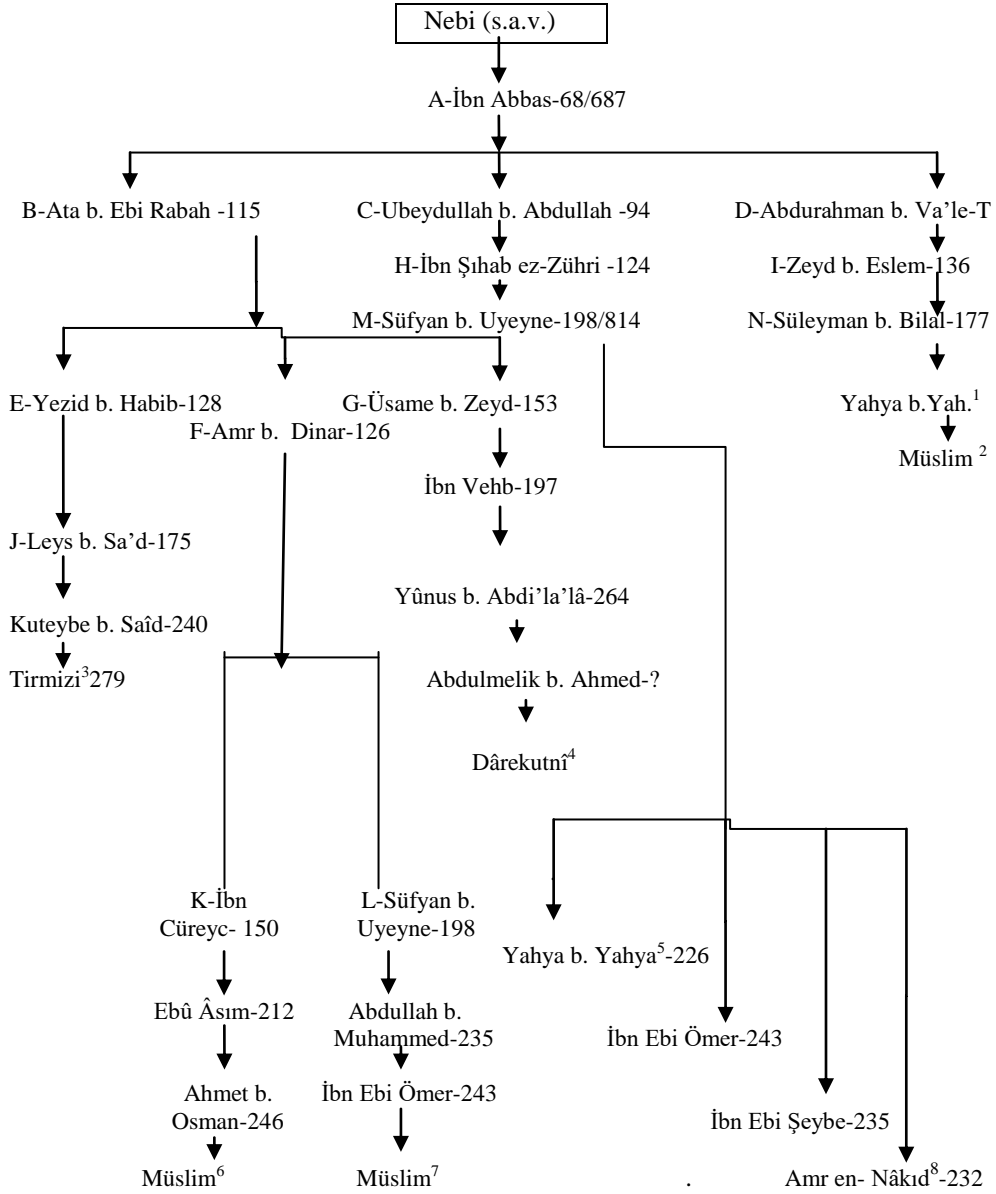 Nebi (s.a.v.)
A-İbn Abbas-68/687
B-Ata b. Ebi Rabah -115
C-Ubeydullah b. Abdullah -94
D-Abdurahman b. Va’le-T
H-İbn Şıhab ez-Zühri -124
I-Zeyd b. Eslem-136
M-Süfyan b. Uyeyne-198/814
N-Süleyman b. Bilal-177
E-Yezid b. Habib-128
G-Üsame b. Zeyd-153
Yahya b.Yah.1
F-Amr b. Dinar-126
Müslim 2
İbn Vehb-197
J-Leys b. Sa’d-175
Yûnus b. Abdi’la’lâ-264
Kuteybe b. Saîd-240
Tirmizi3279
Abdulmelik b. Ahmed-?
Dârekutnî4
K-İbn
Cüreyc- 150
L-Süfyan b.
Uyeyne-198
Yahya b. Yahya5-226
Ebû Âsım-212
Abdullah b.
Muhammed-235
İbn Ebi Ömer-243
Ahmet b.
Osman-246
İbn Ebi Ömer-243
İbn Ebi Şeybe-235
Müslim6
Müslim7
.
Amr en- Nâkıd8-232